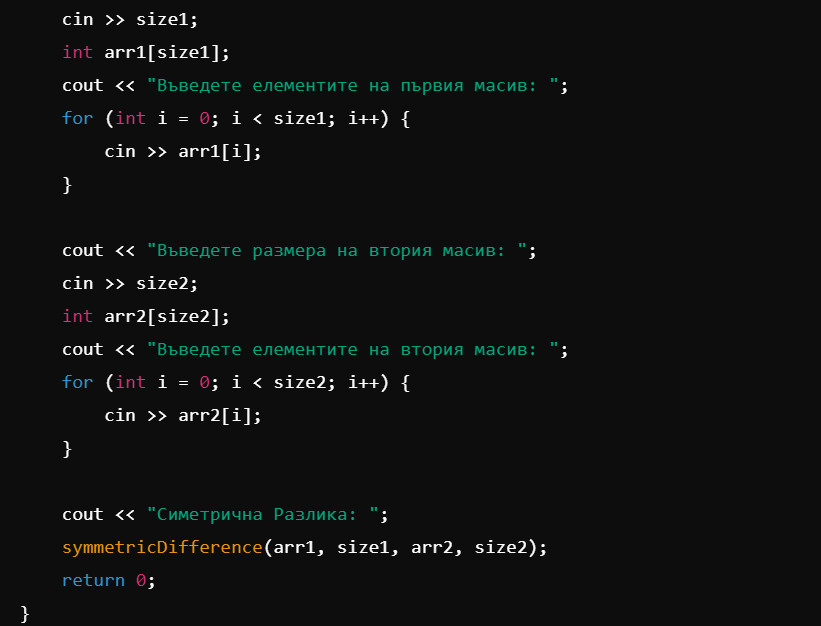 cin >> size1;
int arr1[size1];
cout << "Въведете елементите на първия масив: ";
for (int i = 0; i < size1; i++) {
cin >> arr1[i];
}
cout << "Въведете размера на втория масив: ";
cin >> size2;
int arr2[size2];
cout << "Въведете елементите на втория масив: ";
for (int i = 0; i < size2; i++) {
cin >> arr2[i];
}
cout << "Симетрична Разлика: ";
symmetricDifference(arr1, size1, arr2, size2);
return 0;
}